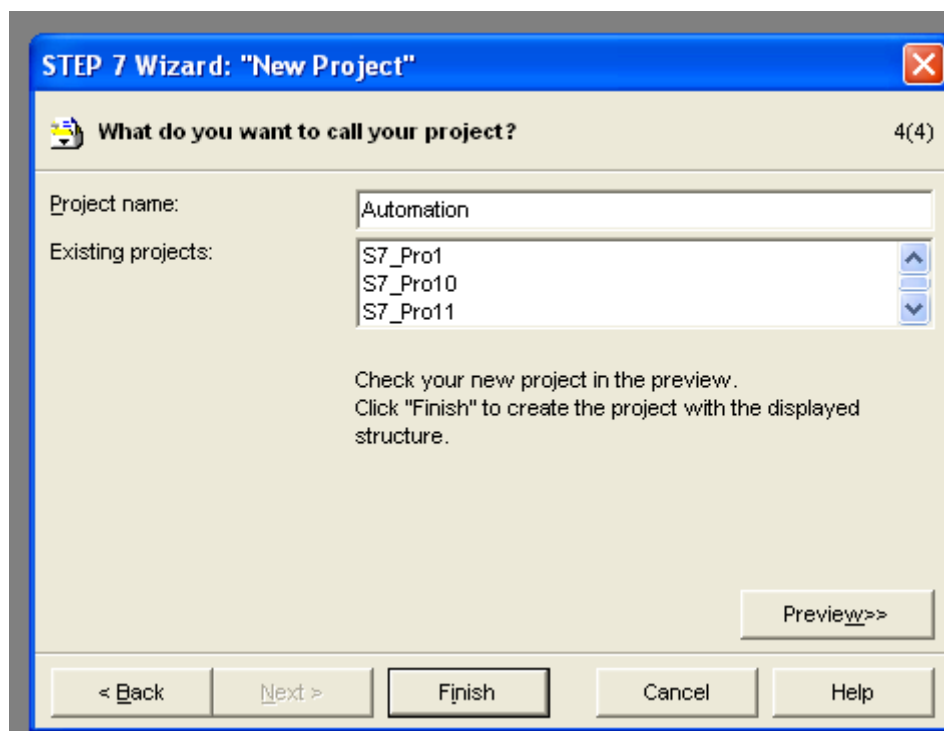 STEP 7 Wizard: "New Project"
What do you want to call your project?
4(4)
Project name:
Automation
Existing projects:
S7_Pro1
S7_Pro10
S7_Pro11
Check your new project in the preview.
Click "Finish" to create the project with the displayed
structure.
Preview>>
< Back
Next >
Finish
Cancel
Help